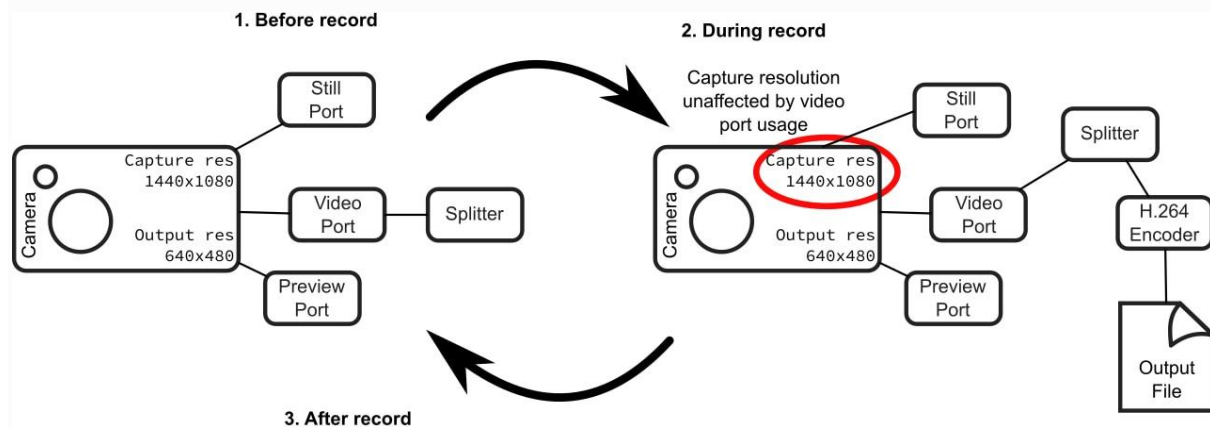 1. Before record
Still
Port
Capture res
1440x1080
Camera
Video
Port
Splitter
Output res
640x480
Preview
Port
2. During record
Capture resolution
unaffected by video
port usage
Still
Port
Splitter
Capture res
1440x1080
Camera
Video
Port
H.264
Encoder
Output res
640x480
Preview
Port
Output
File
3. After record